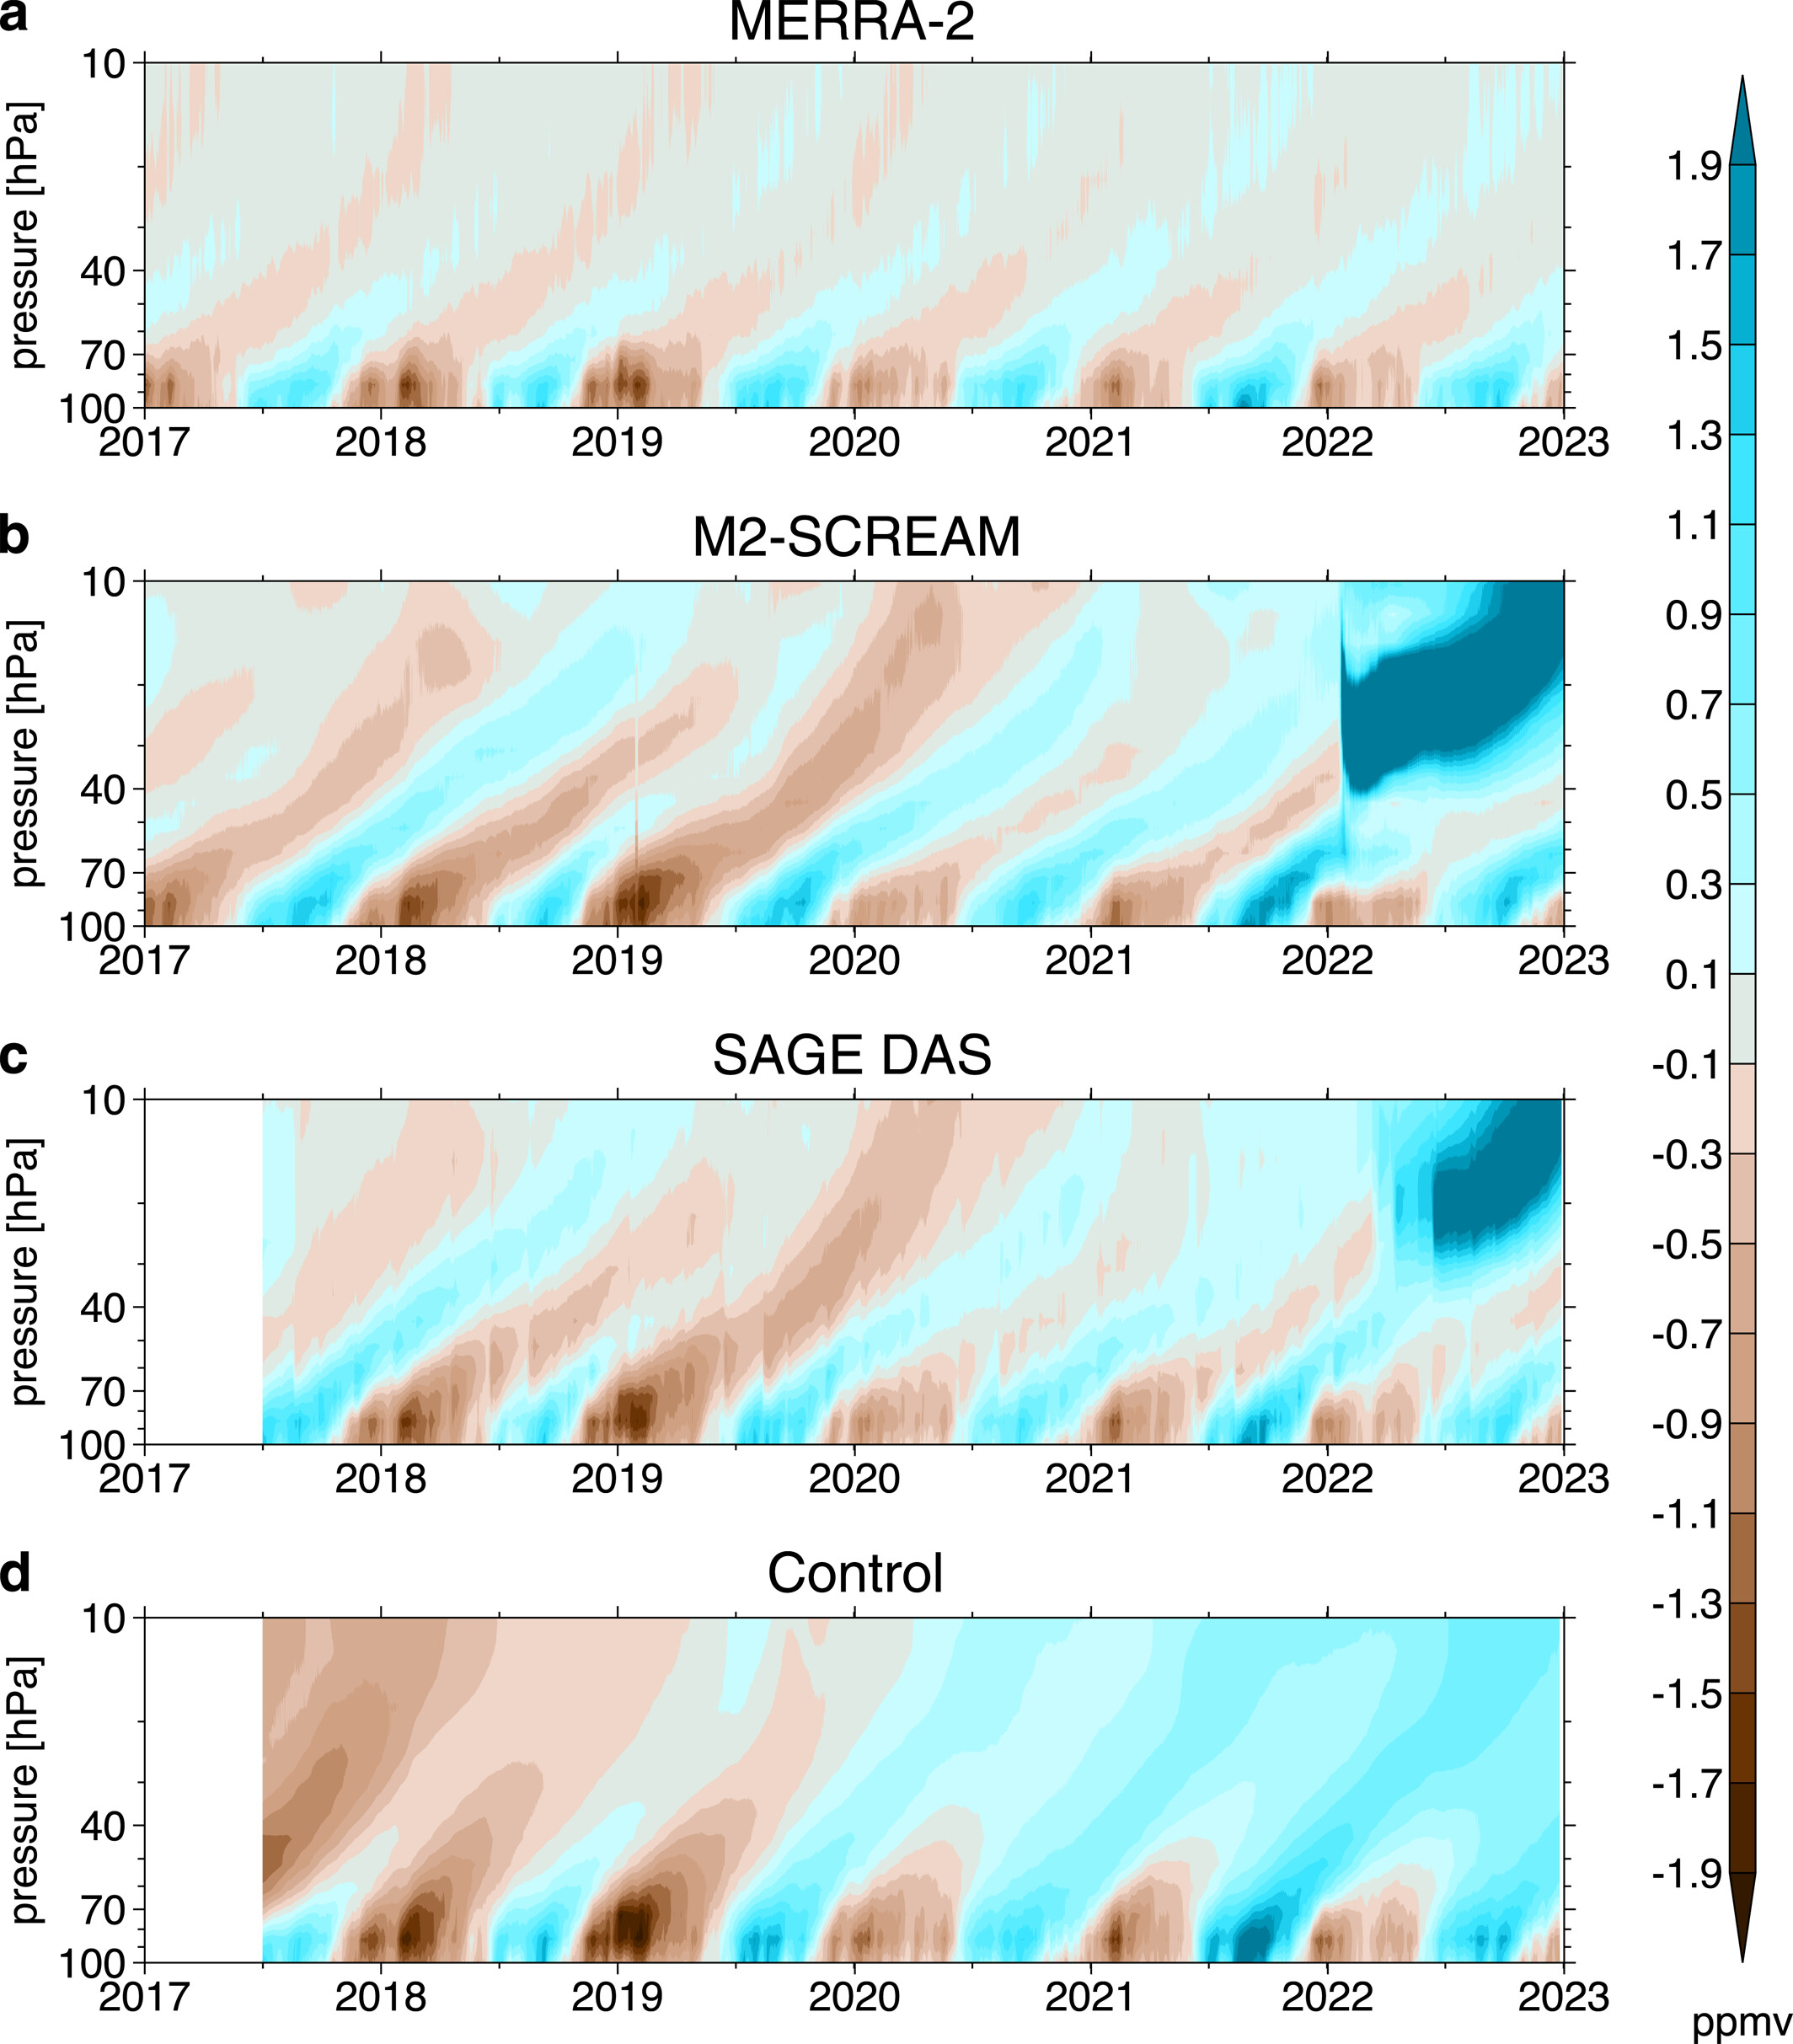 a
MERRA-2
pressure [hPa]
10
40
70
100
2017 2018 2019 2020 2021 2022 2023
b
M2-SCREAM
pressure [hPa]
10
40
70
100
2017 2018 2019 2020 2021 2022 2023
c
SAGE DAS
pressure [hPa]
10
40
70
100
2017 2018 2019 2020 2021 2022 2023
d
Control
pressure [hPa]
10
40
70
100
2017 2018 2019 2020 2021 2022 2023
1.9
1.7
1.5
1.3
1.1
0.9
0.7
0.5
0.3
0.1
-0.1
-0.3
-0.5
-0.7
-0.9
-1.1
-1.3
-1.5
-1.7
-1.9
ppmv